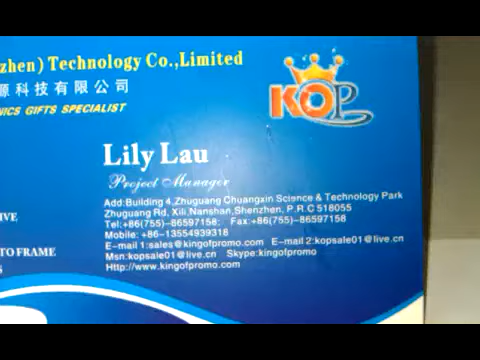 zhen) Technology Co.,Limited
源科技有限公司
NICS GIFTS SPECIALIST
KOP
Lily Lau
Project Manager
Add:Building 4,Zhuguang Chuangxin Science & Technology Park
Zhuguang Rd, Xili,Nanshan,Shenzhen, P.R.C 518055
Tel:+86(755)-86597158; Fax:+86(755)-86597158
Mobile: +86-13554939318
E-mail 1:sales@kingofpromo.com E-mail 2:kopsale01@live.cn
Msn:kopsale01@live.cn Skype:kingofpromo
Http://www.kingofpromo.com
IVE
TO FRAME